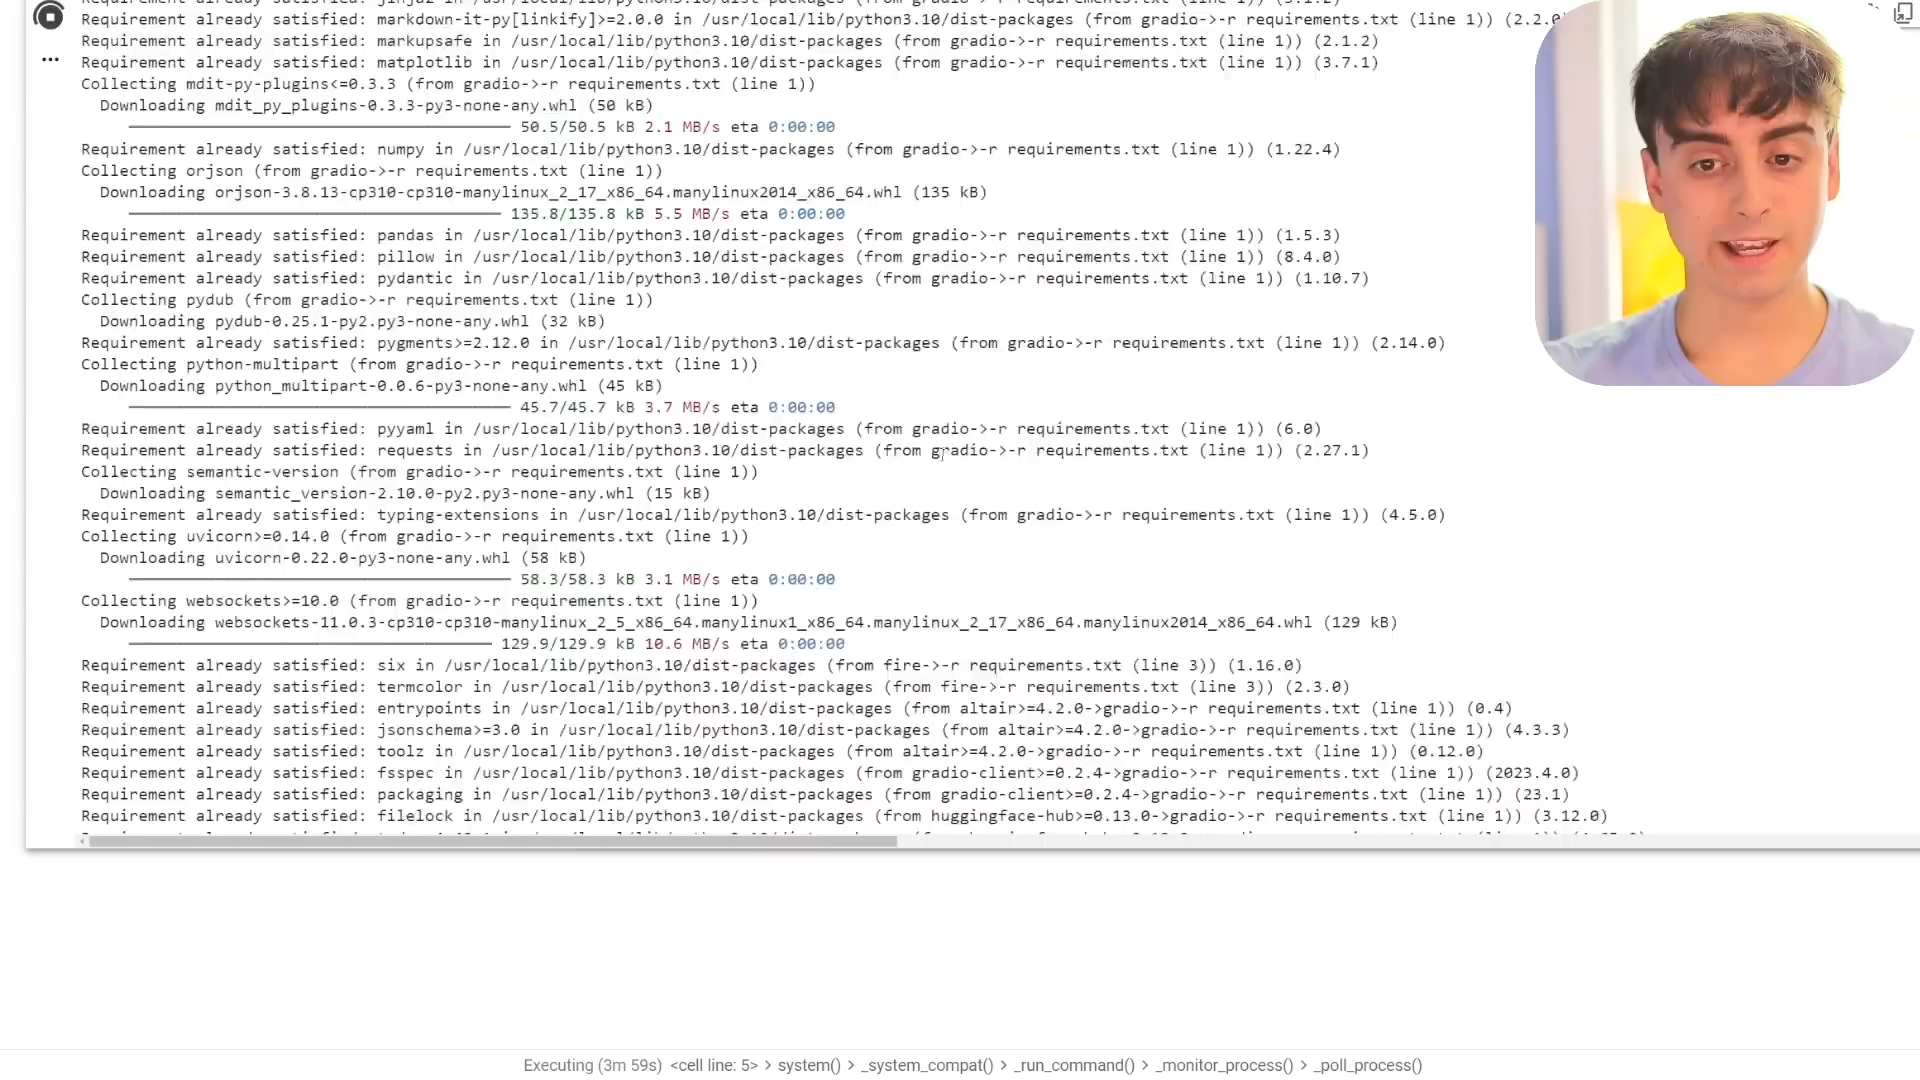 Requirement already satisfied: markdown-it-py[linkify]>=2.0.0 in /usr/local/lib/python3.10/dist-packages (from gradio->-r requirements.txt (line 1)) (2.2.0)
Requirement already satisfied: markupsafe in /usr/local/lib/python3.10/dist-packages (from gradio->-r requirements.txt (line 1)) (2.1.2)
Requirement already satisfied: matplotlib in /usr/local/lib/python3.10/dist-packages (from gradio->-r requirements.txt (line 1)) (3.7.1)
Collecting mdit-py-plugins<=0.3.3 (from gradio->-r requirements.txt (line 1))
Downloading mdit_py_plugins-0.3.3-py3-none-any.whl (50 kB)
50.5/50.5 kB 2.1 MB/s eta 0:00:00
Requirement already satisfied: numpy in /usr/local/lib/python3.10/dist-packages (from gradio->-r requirements.txt (line 1)) (1.22.4)
Collecting orjson (from gradio->-r requirements.txt (line 1))
Downloading orjson-3.8.13-cp310-cp310-manylinux_2_17_x86_64.manylinux2014_x86_64.whl (135 kB)
135.8/135.8 kB 5.5 MB/s eta 0:00:00
Requirement already satisfied: pandas in /usr/local/lib/python3.10/dist-packages (from gradio->-r requirements.txt (line 1)) (1.5.3)
Requirement already satisfied: pillow in /usr/local/lib/python3.10/dist-packages (from gradio->-r requirements.txt (line 1)) (8.4.0)
Requirement already satisfied: pydantic in /usr/local/lib/python3.10/dist-packages (from gradio->-r requirements.txt (line 1)) (1.10.7)
Collecting pydub (from gradio->-r requirements.txt (line 1))
Downloading pydub-0.25.1-py2.py3-none-any.whl (32 kB)
Requirement already satisfied: pygments>=2.12.0 in /usr/local/lib/python3.10/dist-packages (from gradio->-r requirements.txt (line 1)) (2.14.0)
Collecting python-multipart (from gradio->-r requirements.txt (line 1))
Downloading python_multipart-0.0.6-py3-none-any.whl (45 kB)
45.7/45.7 kB 3.7 MB/s eta 0:00:00
Requirement already satisfied: pyyaml in /usr/local/lib/python3.10/dist-packages (from gradio->-r requirements.txt (line 1)) (6.0)
Requirement already satisfied: requests in /usr/local/lib/python3.10/dist-packages (from gradio->-r requirements.txt (line 1)) (2.27.1)
Collecting semantic-version (from gradio->-r requirements.txt (line 1))
Downloading semantic_version-2.10.0-py2.py3-none-any.whl (15 kB)
Requirement already satisfied: typing-extensions in /usr/local/lib/python3.10/dist-packages (from gradio->-r requirements.txt (line 1)) (4.5.0)
Collecting uvicorn>=0.14.0 (from gradio->-r requirements.txt (line 1))
Downloading uvicorn-0.22.0-py3-none-any.whl (58 kB)
58.3/58.3 kB 3.1 MB/s eta 0:00:00
Collecting websockets>=10.0 (from gradio->-r requirements.txt (line 1))
Downloading websockets-11.0.3-cp310-cp310-manylinux_2_5_x86_64.manylinux1_x86_64.manylinux_2_17_x86_64.manylinux2014_x86_64.whl (129 kB)
129.9/129.9 kB 10.6 MB/s eta 0:00:00
Requirement already satisfied: six in /usr/local/lib/python3.10/dist-packages (from fire->-r requirements.txt (line 3)) (1.16.0)
Requirement already satisfied: termcolor in /usr/local/lib/python3.10/dist-packages (from fire->-r requirements.txt (line 3)) (2.3.0)
Requirement already satisfied: entrypoints in /usr/local/lib/python3.10/dist-packages (from altair>=4.2.0->gradio->-r requirements.txt (line 1)) (0.4)
Requirement already satisfied: jsonschema>=3.0 in /usr/local/lib/python3.10/dist-packages (from altair>=4.2.0->gradio->-r requirements.txt (line 1)) (4.3.3)
Requirement already satisfied: toolz in /usr/local/lib/python3.10/dist-packages (from altair>=4.2.0->gradio->-r requirements.txt (line 1)) (0.12.0)
Requirement already satisfied: fsspec in /usr/local/lib/python3.10/dist-packages (from gradio-client>=0.2.4->gradio->-r requirements.txt (line 1)) (2023.4.0)
Requirement already satisfied: packaging in /usr/local/lib/python3.10/dist-packages (from gradio-client>=0.2.4->gradio->-r requirements.txt (line 1)) (23.1)
Requirement already satisfied: filelock in /usr/local/lib/python3.10/dist-packages (from huggingface-hub>=0.13.0->gradio->-r requirements.txt (line 1)) (3.12.0)
Executing (3m 59s) <cell line: 5> > system() > _system_compat() > _run_command() > _monitor_process() > _poll_process()